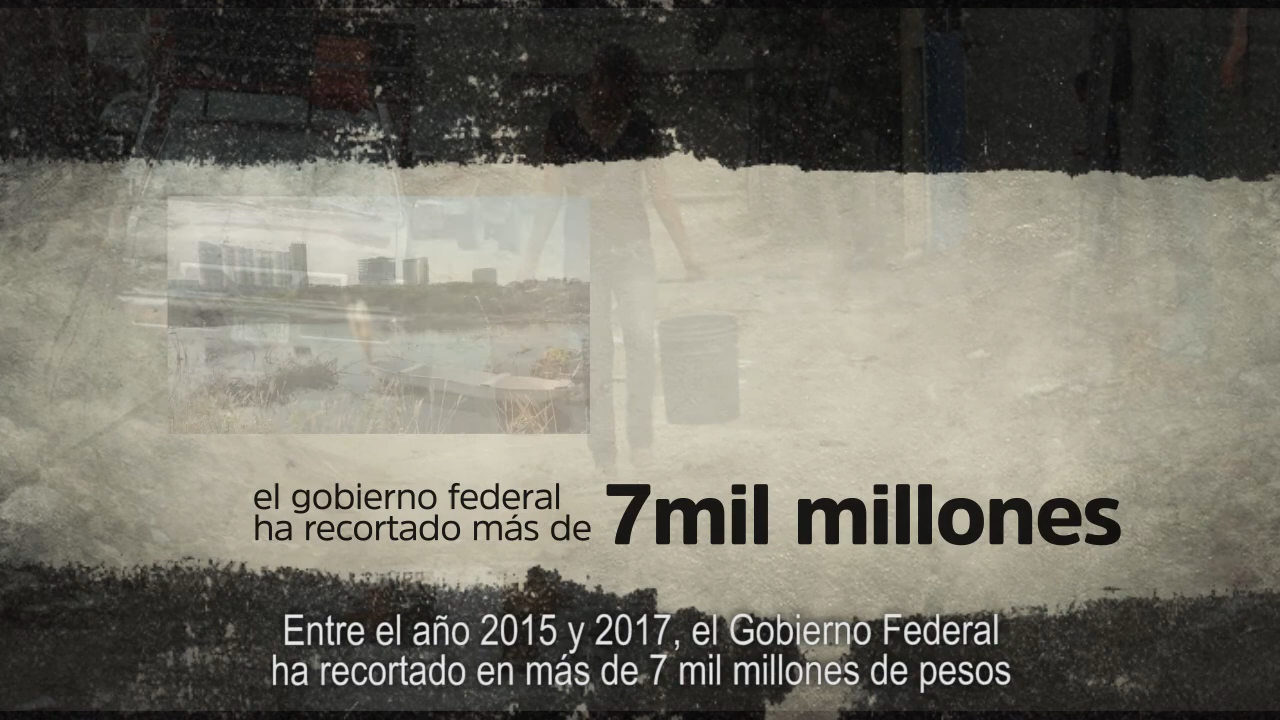 el gobierno federal
ha recortado más de 7mil millones
Entre el año 2015 y 2017, el Gobierno Federal
ha recortado en más de 7 mil millones de pesos